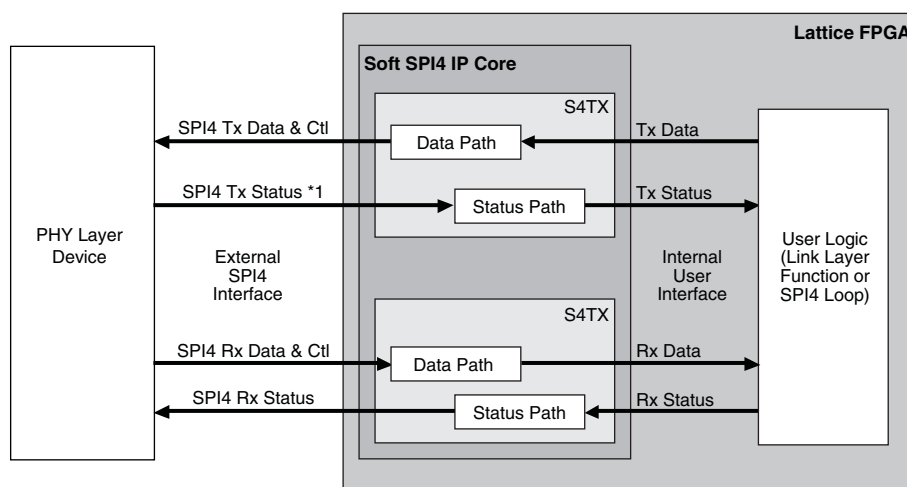 Lattice FPGA
Soft SPI4 IP Core
S4TX
SPI4 Tx Data & Ctl
Data Path
Tx Data
SPI4 Tx Status *1
Status Path
Tx Status
PHY Layer
Device
External
SPI4
Interface
Internal
User
Interface
User Logic
(Link Layer
Function or
SPI4 Loop)
S4TX
SPI4 Rx Data & Ctl
Data Path
Rx Data
SPI4 Rx Status
Status Path
Rx Status